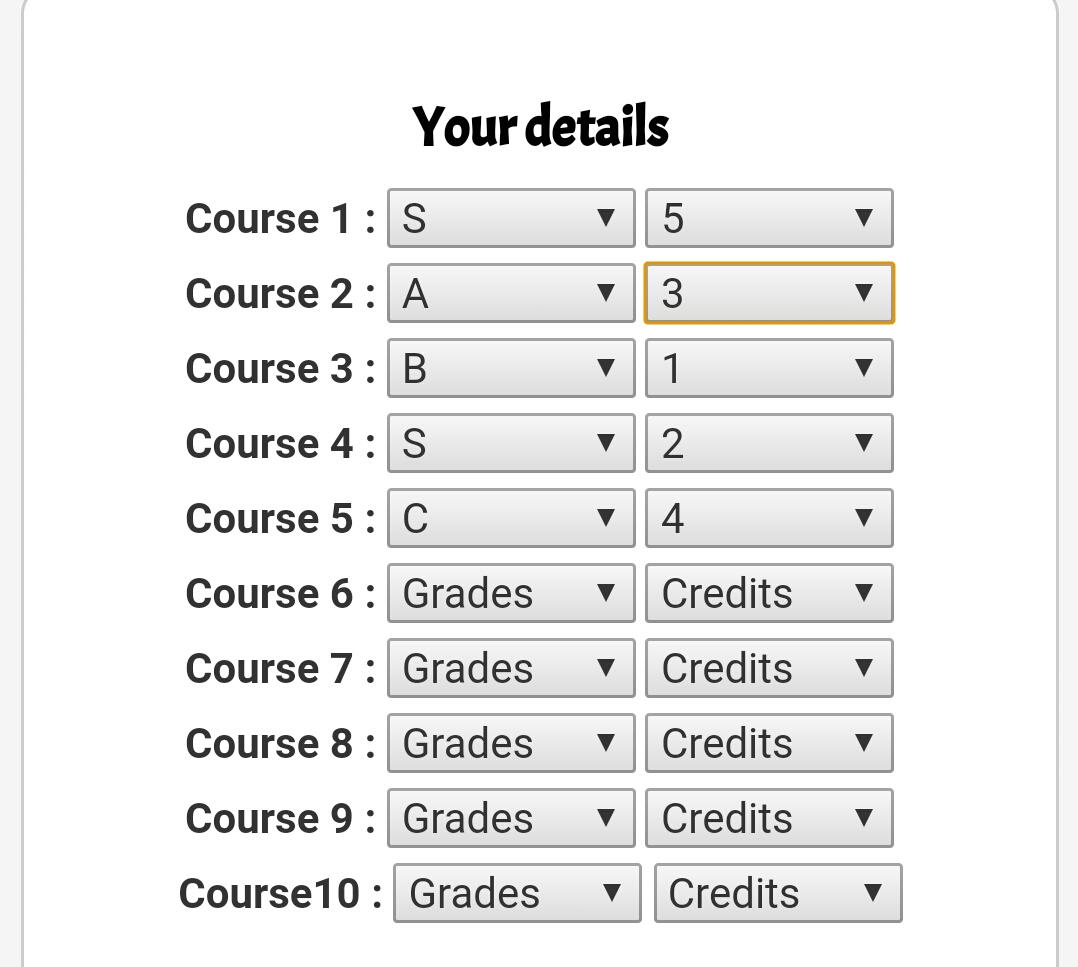 Your details
Course 1 : S 5
Course 2 : A 3
Course 3 : B 1
Course 4 : S 2
Course 5 : C 4
Course 6 : Grades Credits
Course 7 : Grades Credits
Course 8 : Grades Credits
Course 9 : Grades Credits
Course10 : Grades Credits